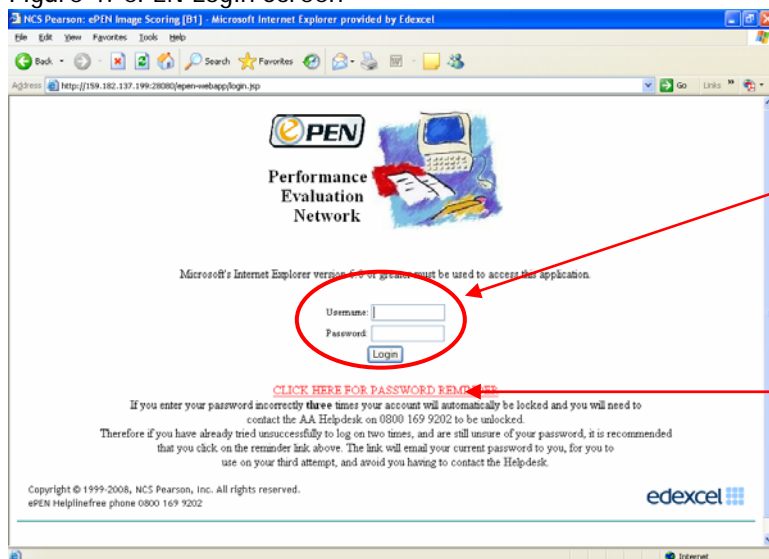 NCS Pearson: ePEN Image Scoring [B1] - Microsoft Internet Explorer provided by Edexcel
File Edit View Favorites Tools Help
Back Search Favorites
Address http://159.182.137.199:28080/epen-webapp/login.jsp Go Links
ePEN
Performance
Evaluation
Network
Microsoft's Internet Explorer version or greater must be used to access this application.
Username:
Password:
Login
CLICK HERE FOR PASSWORD REMINDER
If you enter your password incorrectly three times your account will automatically be locked and you will need to
contact the AA Helpdesk on 0800 169 9202 to be unlocked.
Therefore if you have already tried unsuccessfully to log on two times, and are still unsure of your password, it is recommended
that you click on the reminder link above. The link will email your current password to you, for you to
use on your third attempt, and avoid you having to contact the Helpdesk.
Copyright © 1999-2008, NCS Pearson, Inc. All rights reserved.
ePEN Helplinefree phone 0800 169 9202
edexcel
Internet